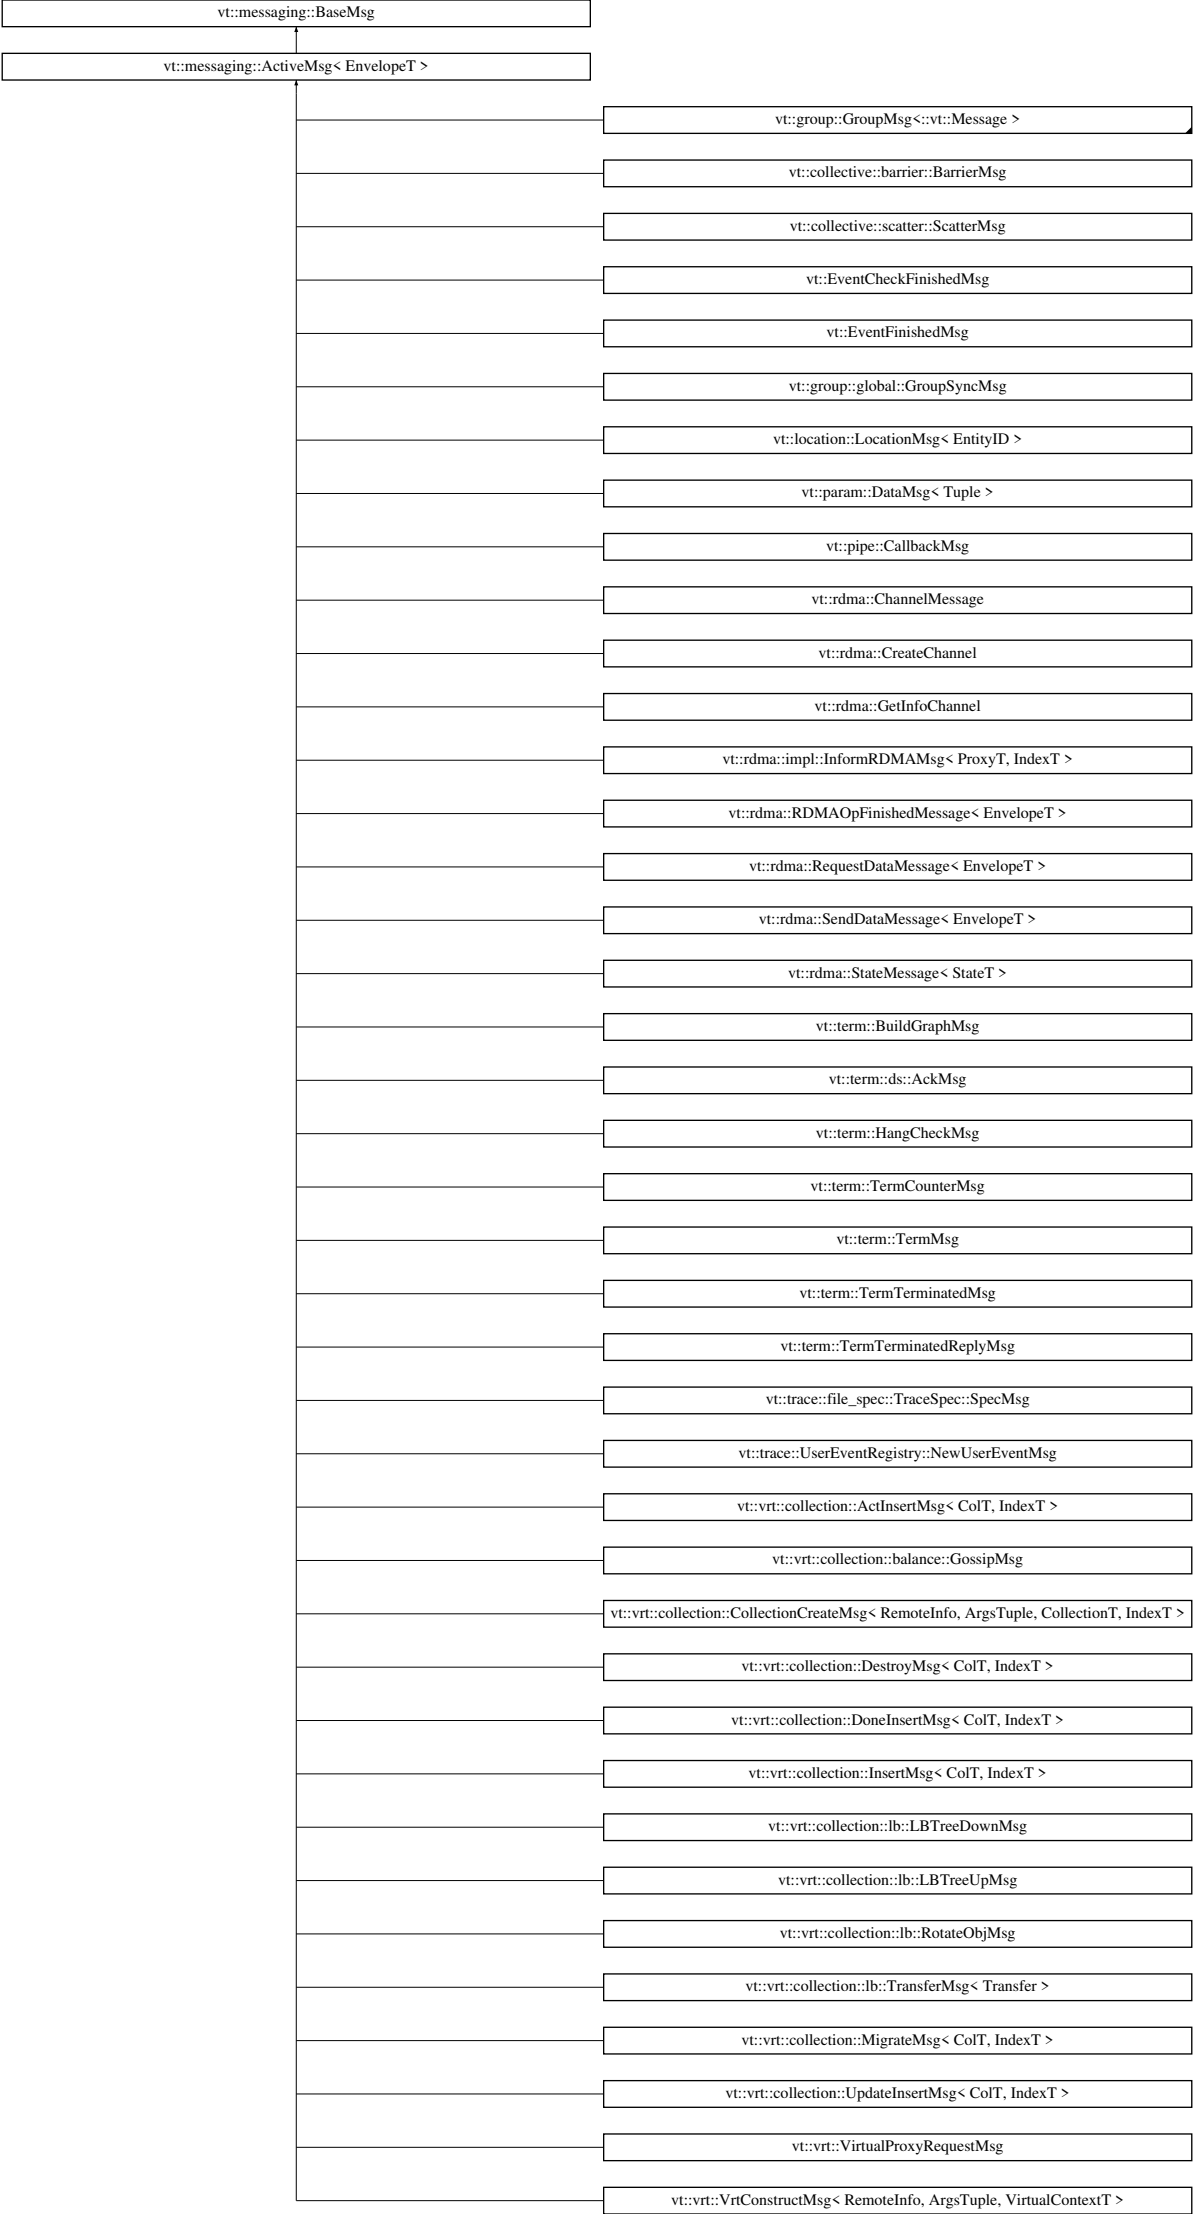 vt::messaging::BaseMsg
vt::messaging::ActiveMsg< EnvelopeT >
vt::group::GroupMsg<::vt::Message >
vt::collective::barrier::BarrierMsg
vt::collective::scatter::ScatterMsg
vt::EventCheckFinishedMsg
vt::EventFinishedMsg
vt::group::global::GroupSyncMsg
vt::location::LocationMsg< EntityID >
vt::param::DataMsg< Tuple >
vt::pipe::CallbackMsg
vt::rdma::ChannelMessage
vt::rdma::CreateChannel
vt::rdma::GetInfoChannel
vt::rdma::impl::InformRDMAMsg< ProxyT, IndexT >
vt::rdma::RDMAOpFinishedMessage< EnvelopeT >
vt::rdma::RequestDataMessage< EnvelopeT >
vt::rdma::SendDataMessage< EnvelopeT >
vt::rdma::StateMessage< StateT >
vt::term::BuildGraphMsg
vt::term::ds::AckMsg
vt::term::HangCheckMsg
vt::term::TermCounterMsg
vt::term::TermMsg
vt::term::TermTerminatedMsg
vt::term::TermTerminatedReplyMsg
vt::trace::file_spec::TraceSpec::SpecMsg
vt::trace::UserEventRegistry::NewUserEventMsg
vt::vrt::collection::ActInsertMsg< ColT, IndexT >
vt::vrt::collection::balance::GossipMsg
vt::vrt::collection::CollectionCreateMsg< RemoteInfo, ArgsTuple, CollectionT, IndexT >
vt::vrt::collection::DestroyMsg< ColT, IndexT >
vt::vrt::collection::DoneInsertMsg< ColT, IndexT >
vt::vrt::collection::InsertMsg< ColT, IndexT >
vt::vrt::collection::lb::LBTreeDownMsg
vt::vrt::collection::lb::LBTreeUpMsg
vt::vrt::collection::lb::RotateObjMsg
vt::vrt::collection::lb::TransferMsg< Transfer >
vt::vrt::collection::MigrateMsg< ColT, IndexT >
vt::vrt::collection::UpdateInsertMsg< ColT, IndexT >
vt::vrt::VirtualProxyRequestMsg
vt::vrt::VrtConstructMsg< RemoteInfo, ArgsTuple, VirtualContextT >